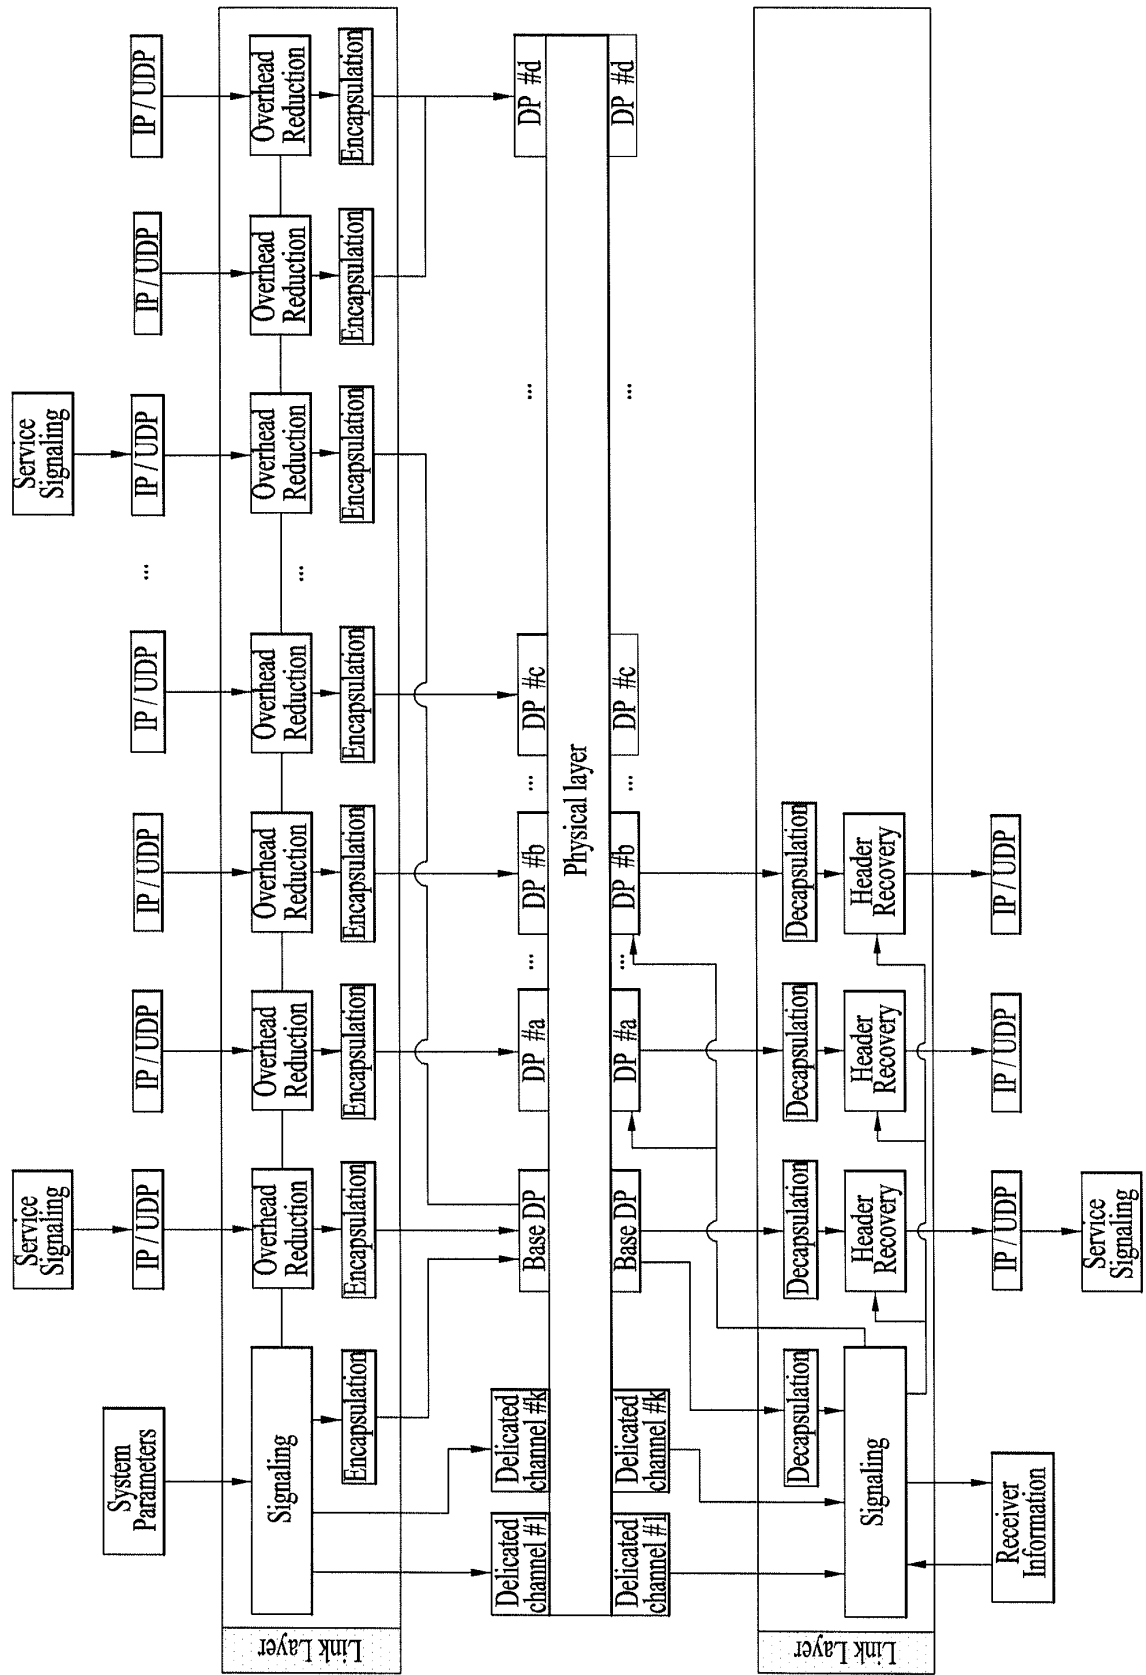 Service
Signaling
Service
Signaling
System
Parameters
IP / UDP
IP / UDP
IP / UDP
IP / UDP
...
IP / UDP
IP / UDP
IP / UDP
Link Layer
Signaling
Overhead
Reduction
Overhead
Reduction
Overhead
Reduction
Overhead
Reduction
...
Overhead
Reduction
Overhead
Reduction
Overhead
Reduction
Encapsulation
Encapsulation
Encapsulation
Encapsulation
Encapsulation
Encapsulation
Encapsulation
Encapsulation
Delicated
channel #1
Delicated
channel #k
Base DP
DP #a
...
DP #b
...
DP #c
...
DP #d
Physical layer
Delicated
channel #1
Delicated
channel #k
Base DP
DP #a
...
DP #b
...
DP #c
...
DP #d
Link Layer
Decapsulation
Decapsulation
Decapsulation
Decapsulation
Signaling
Header
Recovery
Header
Recovery
Header
Recovery
Receiver
Information
IP / UDP
IP / UDP
IP / UDP
Service
Signaling